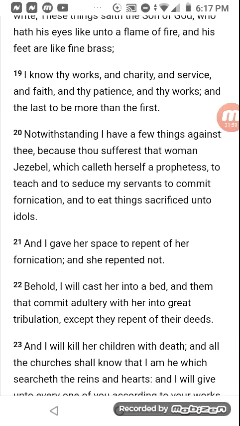 6:17 PM
write, These things saith the Son of God, who
hath his eyes like unto a flame of fire, and his
feet are like fine brass;
19 I know thy works, and charity, and service,
and faith, and thy patience, and thy works; and
the last to be more than the first.
20 Notwithstanding I have a few things against
thee, because thou sufferest that woman
Jezebel, which calleth herself a prophetess, to
teach and to seduce my servants to commit
fornication, and to eat things sacrificed unto
idols.
21 And I gave her space to repent of her
fornication; and she repented not.
22 Behold, I will cast her into a bed, and them
that commit adultery with her into great
tribulation, except they repent of their deeds.
23 And I will kill her children with death; and all
the churches shall know that I am he which
searcheth the reins and hearts: and I will give
unto every one of you according to your works
Recorded by Mobizen